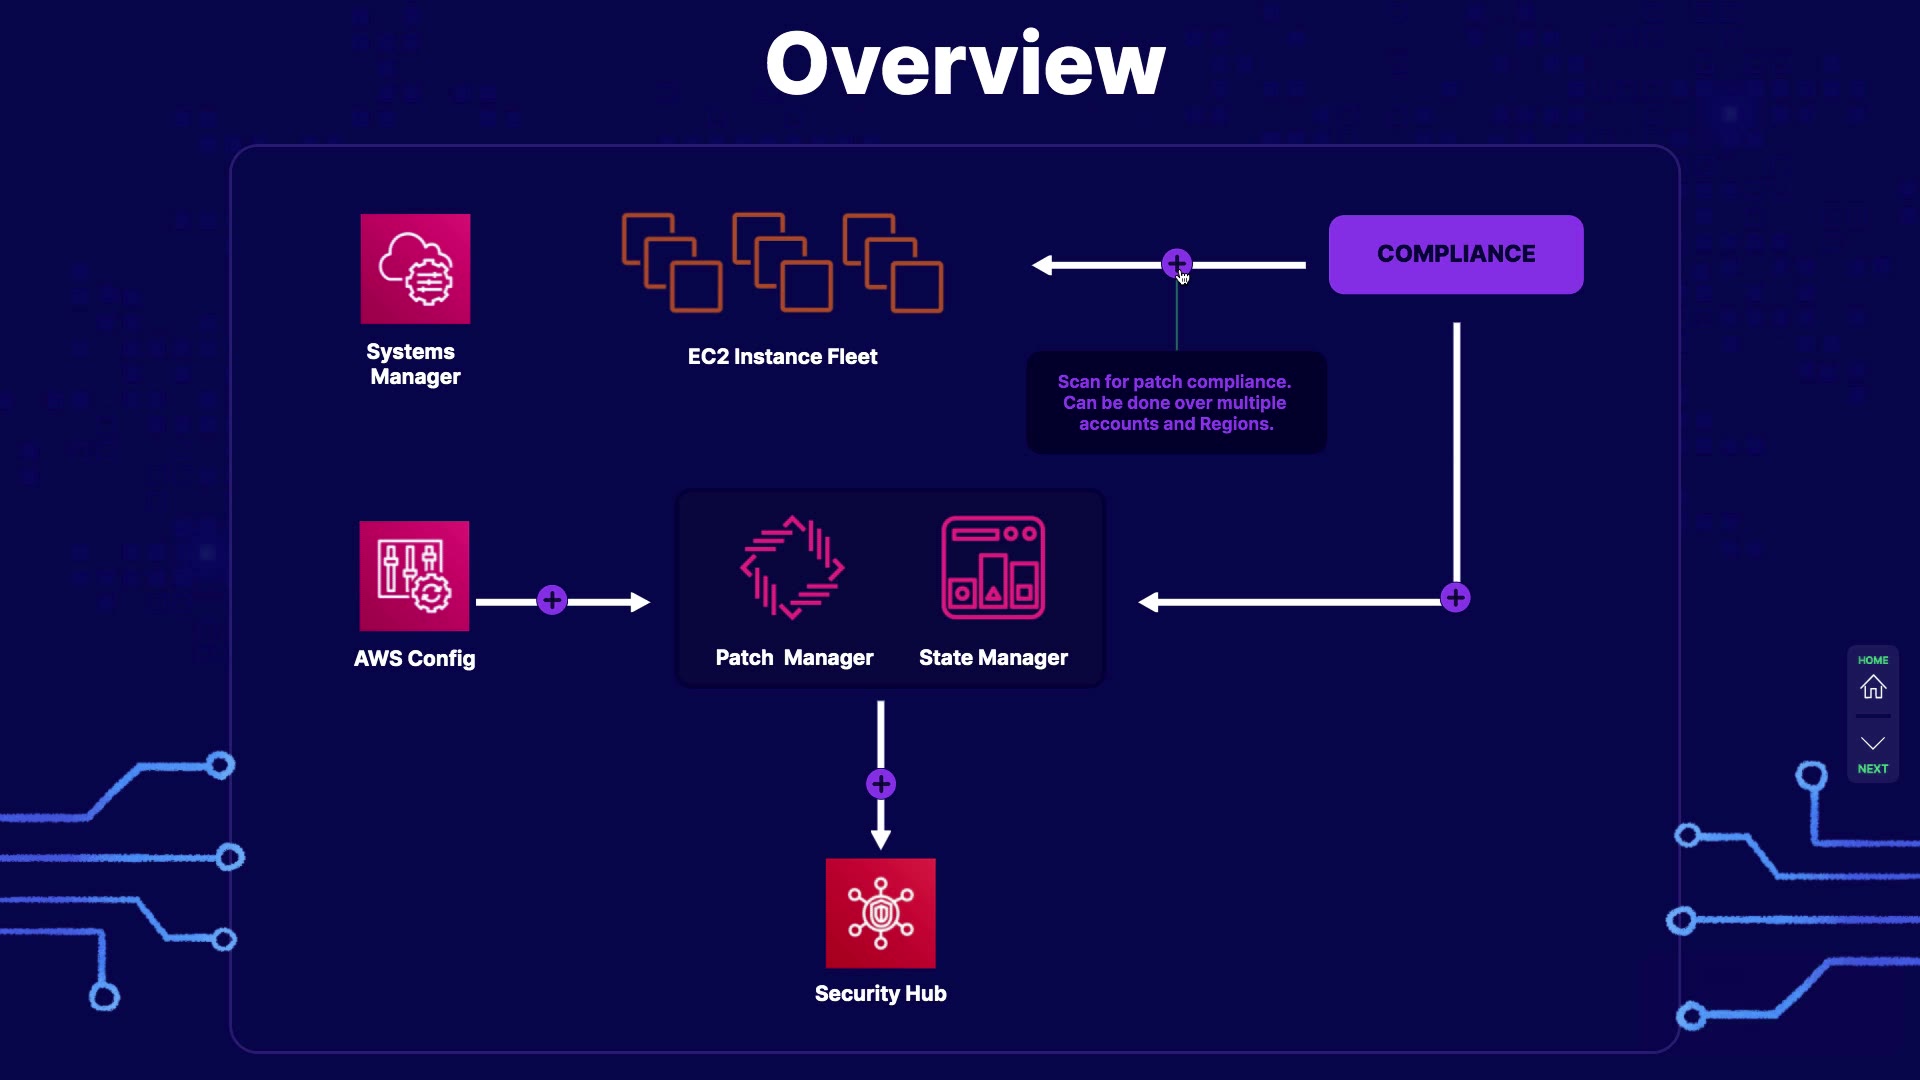 Overview
COMPLIANCE
Systems
Manager
EC2 Instance Fleet
Scan for patch compliance.
Can be done over multiple
accounts and Regions.
AWS Config
Patch Manager
State Manager
Security Hub
HOME
NEXT